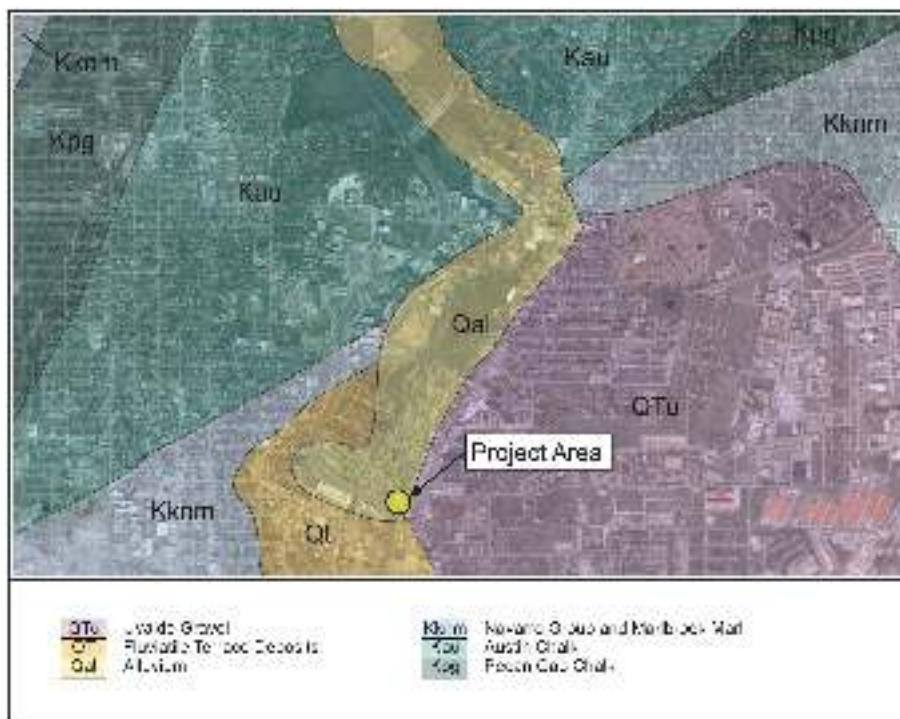 Kknm
Kpg
Kau
Kau
Kpg
Kknm
Qal
QTu
Project Area
Kknm
Qt
QTu Uvalde Gravel
QT Fluviatile Terrace Deposits
Qal Alluvium
Kknm Navarro Group and Marlbrook Marl
Kau Austin Chalk
Kpg Pecan Gap Chalk